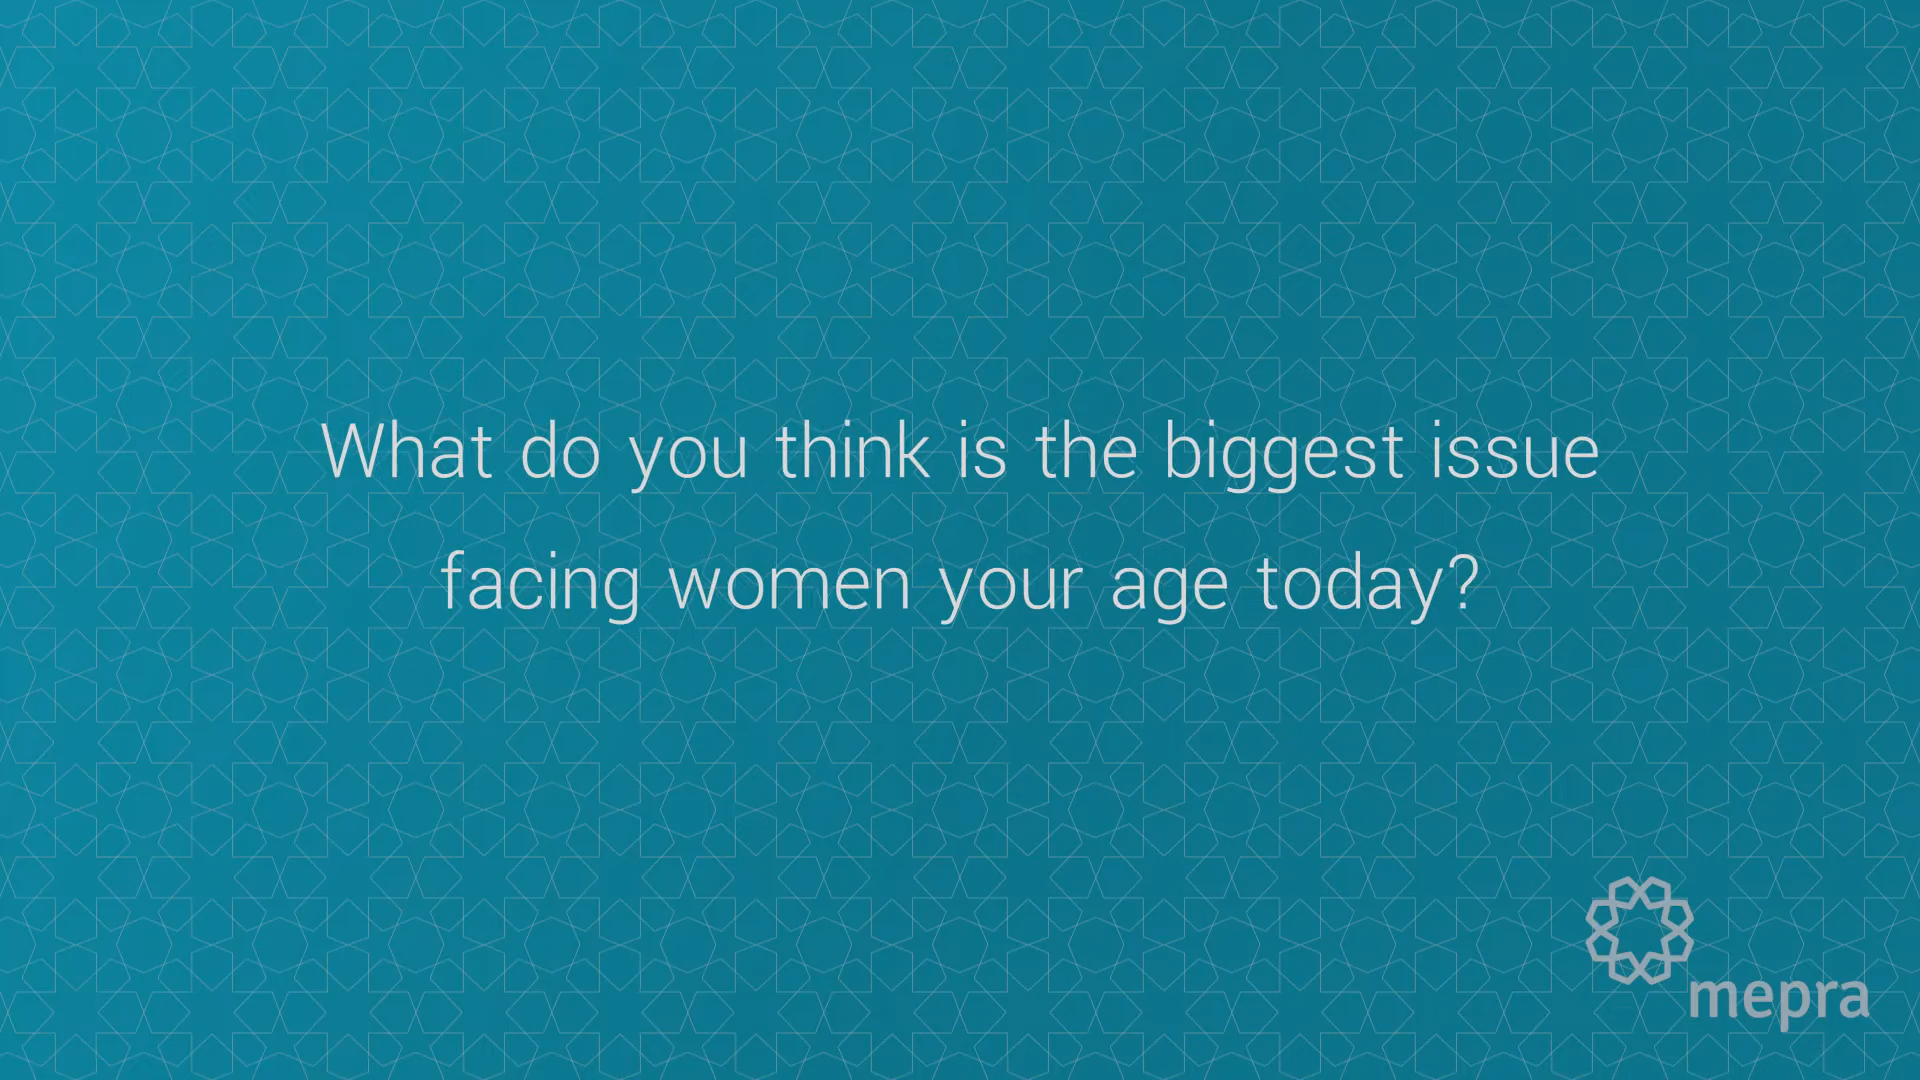 What do you think is the biggest issue
facing women your age today?
mepra